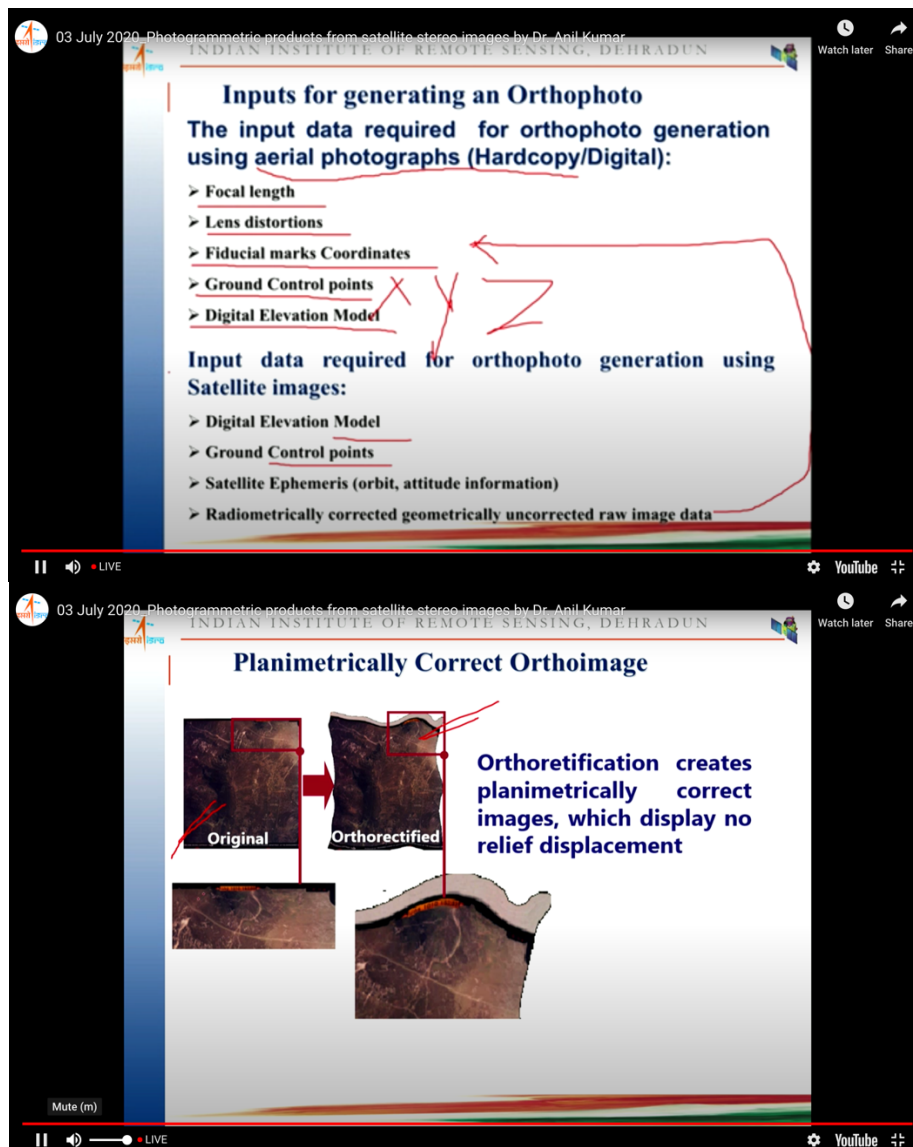 03 July 2020_Photogrammetric products from satellite stereo images by Dr. Anil Kumar
Watch later Share
INDIAN INSTITUTE OF REMOTE SENSING, DEHRADUN
Inputs for generating an Orthophoto
The input data required for orthophoto generation
using aerial photographs (Hardcopy/Digital):
➢ Focal length
➢ Lens distortions
➢ Fiducial marks Coordinates
➢ Ground Control points
X Y Z
➢ Digital Elevation Model
Input data required for orthophoto generation using
Satellite images:
➢ Digital Elevation Model
➢ Ground Control points
➢ Satellite Ephemeris (orbit, attitude information)
➢ Radiometrically corrected geometrically uncorrected raw image data
LIVE YouTube
03 July 2020_Photogrammetric products from satellite stereo images by Dr. Anil Kumar
Watch later Share
INDIAN INSTITUTE OF REMOTE SENSING, DEHRADUN
Planimetrically Correct Orthoimage
Original
Orthorectified
Orthoretification creates
planimetrically correct
images, which display no
relief displacement
Mute (m)
LIVE YouTube